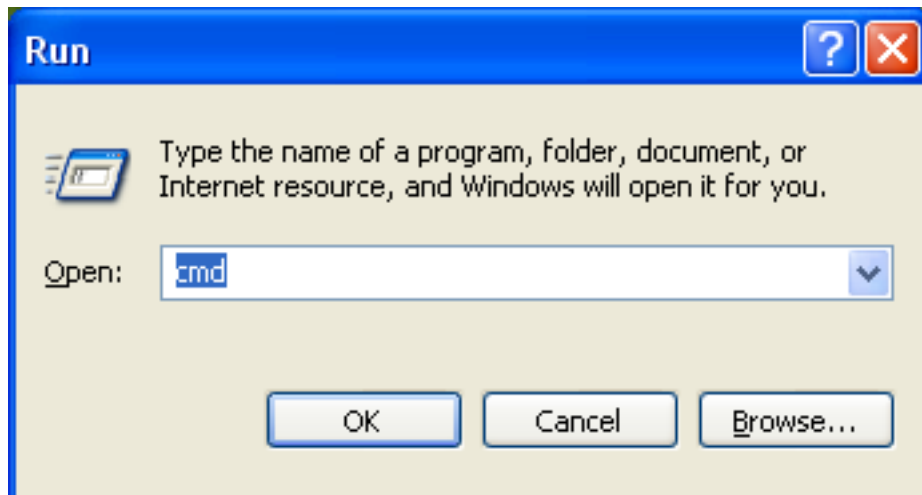 Run
Type the name of a program, folder, document, or
Internet resource, and Windows will open it for you.
Open: cmd
OK Cancel Browse...